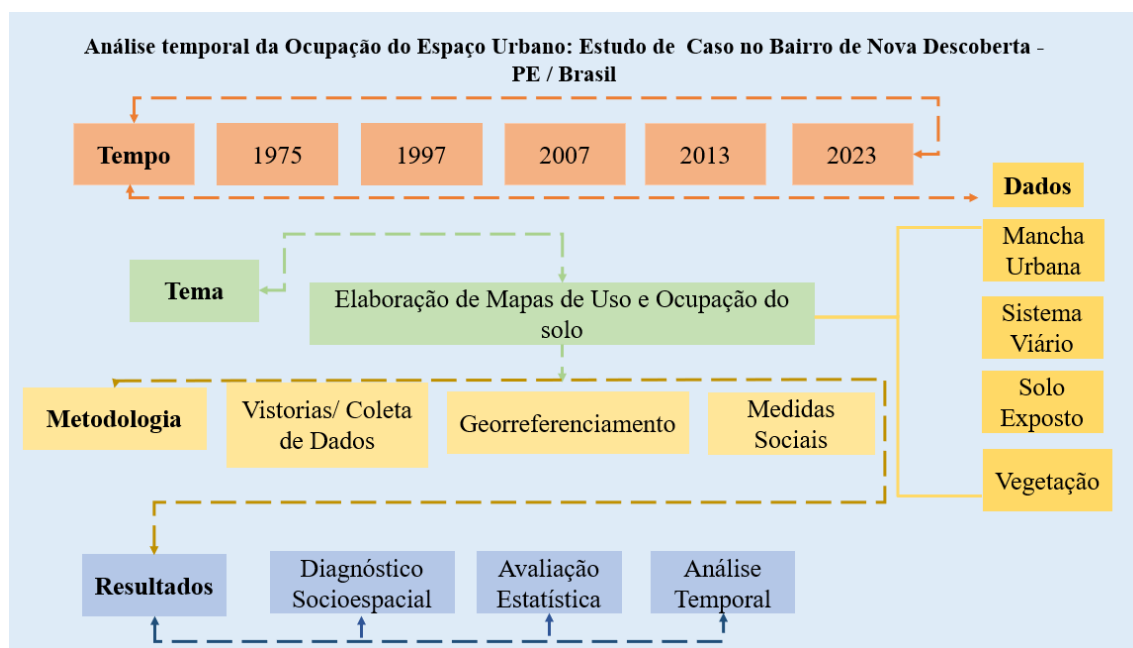 Análise temporal da Ocupação do Espaço Urbano: Estudo de Caso no Bairro de Nova Descoberta -
PE / Brasil
Tempo
1975
1997
2007
2013
2023
Dados
Mancha
Urbana
Sistema
Viário
Solo
Exposto
Vegetação
Tema
Elaboração de Mapas de Uso e Ocupação do
solo
Metodologia
Vistorias/ Coleta
de Dados
Georreferenciamento
Medidas
Sociais
Resultados
Diagnóstico
Socioespacial
Avaliação
Estatística
Análise
Temporal